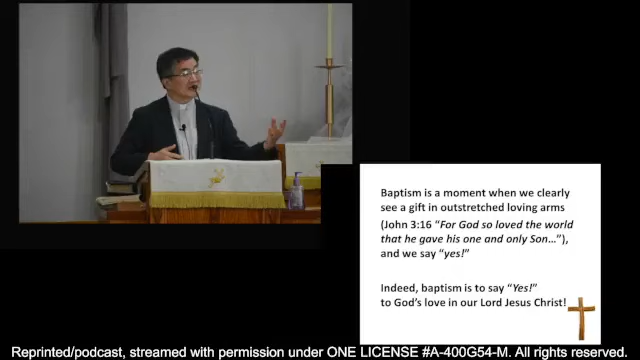 Baptism is a moment when we clearly
see a gift in outstretched loving arms
(John 3:16 “For God so loved the world
that he gave his one and only Son…”),
and we say “yes!”
Indeed, baptism is to say “Yes!”
to God’s love in our Lord Jesus Christ!
Reprinted/podcast, streamed with permission under ONE LICENSE #A-400G54-M. All rights reserved.